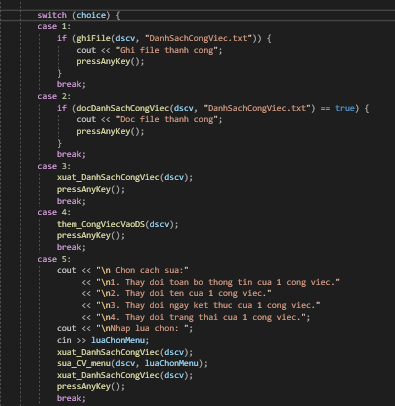 switch (choice) {
case 1:
if (ghiFile(dscv, "DanhSachCongViec.txt")) {
cout << "Ghi file thanh cong";
pressAnyKey();
}
break;
case 2:
if (docDanhSachCongViec(dscv, "DanhSachCongViec.txt") == true) {
cout << "Doc file thanh cong";
pressAnyKey();
}
break;
case 3:
xuat_DanhSachCongViec(dscv);
pressAnyKey();
break;
case 4:
them_CongViecVaoDS(dscv);
pressAnyKey();
break;
case 5:
cout << "\n Chon cach sua:"
<< "\n1. Thay doi toan bo thong tin cua 1 cong viec."
<< "\n2. Thay doi ten cua 1 cong viec."
<< "\n3. Thay doi ngay ket thuc cua 1 cong viec."
<< "\n4. Thay doi trang thai cua 1 cong viec.";
cout << "\nNhap lua chon: ";
cin >> luaChonMenu;
xuat_DanhSachCongViec(dscv);
sua_CV_menu(dscv, luaChonMenu);
xuat_DanhSachCongViec(dscv);
pressAnyKey();
break;